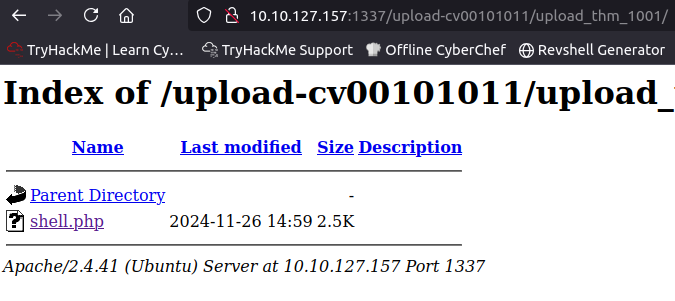 10.10.127.157:1337/upload-cv00101011/upload_thm_1001/
TryHackMe | Learn Cy… TryHackMe Support Offline CyberChef Revshell Generator
Index of /upload-cv00101011/upload_
Name Last modified Size Description
Parent Directory -
shell.php 2024-11-26 14:59 2.5K
Apache/2.4.41 (Ubuntu) Server at 10.10.127.157 Port 1337